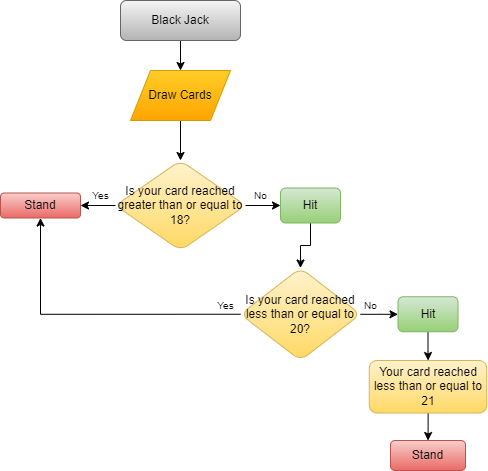 Black Jack
Draw Cards
Is your card reached
greater than or equal to
18?
Yes
No
Stand
Hit
Is your card reached
less than or equal to
20?
Yes
No
Hit
Your card reached
less than or equal to
21
Stand